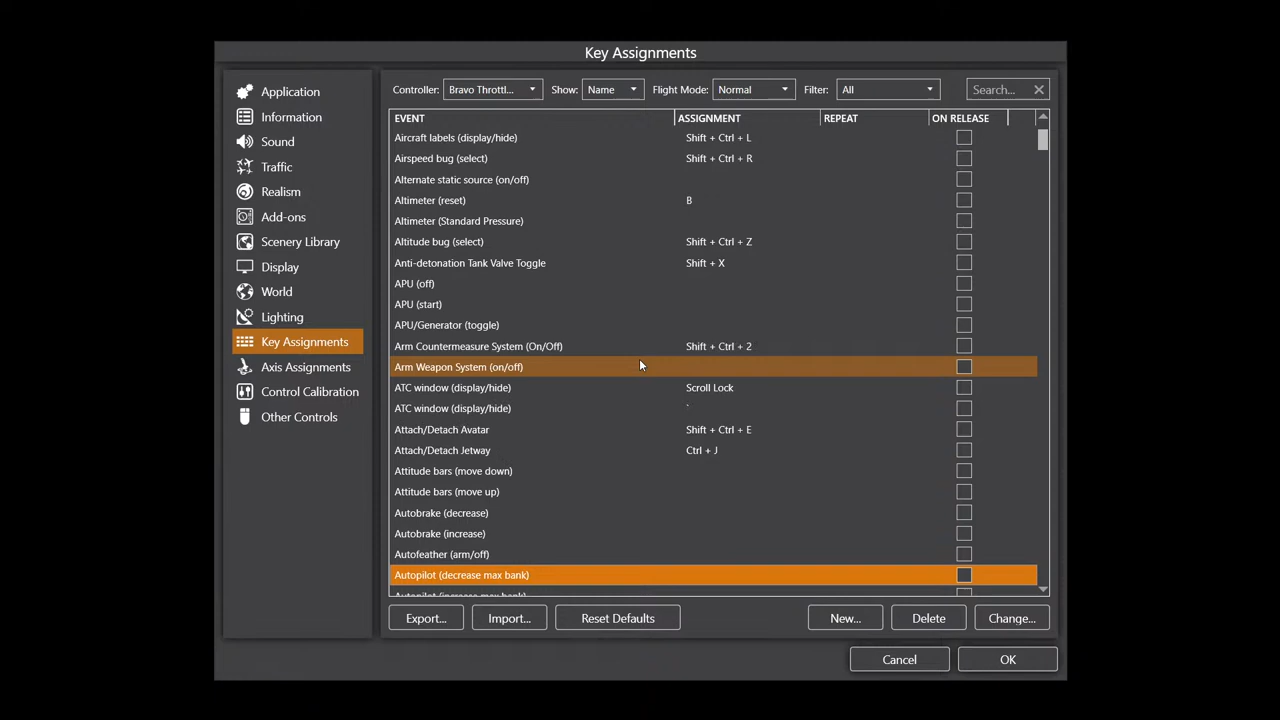 Key Assignments
Application
Information
Sound
Traffic
Realism
Add-ons
Scenery Library
Display
World
Lighting
Key Assignments
Axis Assignments
Control Calibration
Other Controls
Controller: Bravo Throttl... Show: Name Flight Mode: Normal Filter: All Search...
EVENT ASSIGNMENT REPEAT ON RELEASE
Aircraft labels (display/hide) Shift + Ctrl + L
Airspeed bug (select) Shift + Ctrl + R
Alternate static source (on/off)
Altimeter (reset) B
Altimeter (Standard Pressure)
Altitude bug (select) Shift + Ctrl + Z
Anti-detonation Tank Valve Toggle Shift + X
APU (off)
APU (start)
APU/Generator (toggle)
Arm Countermeasure System (On/Off) Shift + Ctrl + 2
Arm Weapon System (on/off)
ATC window (display/hide) Scroll Lock
ATC window (display/hide) `
Attach/Detach Avatar Shift + Ctrl + E
Attach/Detach Jetway Ctrl + J
Attitude bars (move down)
Attitude bars (move up)
Autobrake (decrease)
Autobrake (increase)
Autofeather (arm/off)
Autopilot (decrease max bank)
Autopilot (increase max bank)
Export... Import... Reset Defaults New... Delete Change...
Cancel OK